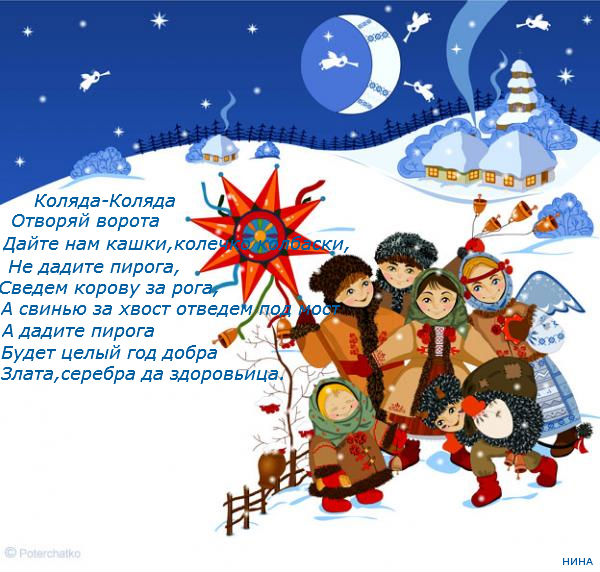 Коляда-Коляда
Отворяй ворота
Дайте нам кашки,колечко колбаски,
Не дадите пирога,
Сведем корову за рога,
А свинью за хвост отведем под мост
А дадите пирога
Будет целый год добра
Злата,серебра да здоровьица.
© Poterchatko
НИНА